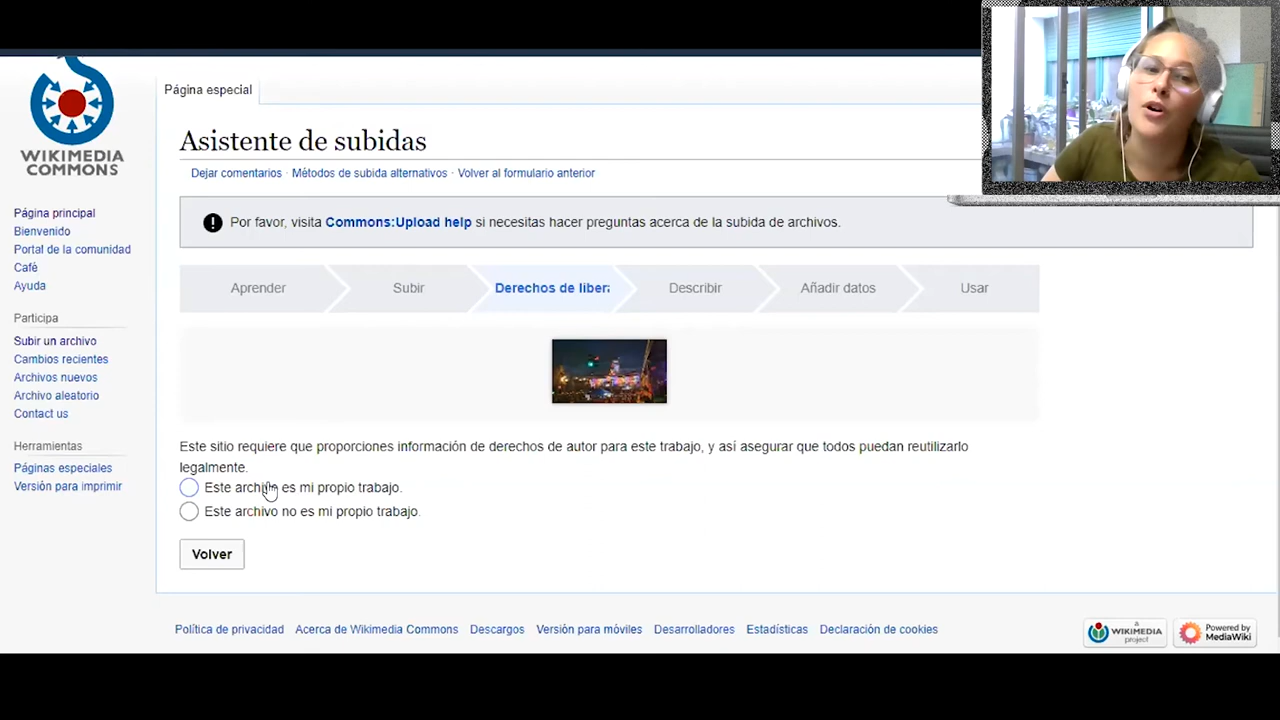 WIKIMEDIA
COMMONS
Página principal
Bienvenido
Portal de la comunidad
Café
Ayuda
Participa
Subir un archivo
Cambios recientes
Archivos nuevos
Archivo aleatorio
Contact us
Herramientas
Páginas especiales
Versión para imprimir
Página especial
Asistente de subidas
Dejar comentarios · Métodos de subida alternativos · Volver al formulario anterior
Por favor, visita Commons:Upload help si necesitas hacer preguntas acerca de la subida de archivos.
Aprender Subir Derechos de libera Describir Añadir datos Usar
Este sitio requiere que proporciones información de derechos de autor para este trabajo, y así asegurar que todos puedan reutilizarlo
legalmente.
Este archivo es mi propio trabajo.
Este archivo no es mi propio trabajo.
Volver
Política de privacidad Acerca de Wikimedia Commons Descargos Versión para móviles Desarrolladores Estadísticas Declaración de cookies
a
WIKIMEDIA
project
Powered by
MediaWiki